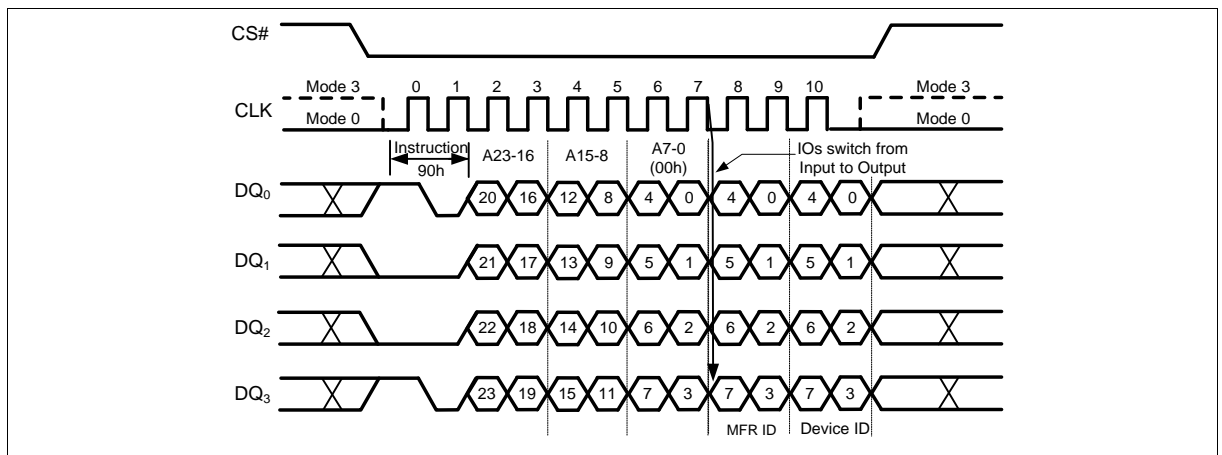 CS#
Mode 3 0 1 2 3 4 5 6 7 8 9 10 Mode 3
CLK
Mode 0 Mode 0
Instruction A23-16 A15-8 A7-0 IOs switch from
90h (00h) Input to Output
DQ0 20 16 12 8 4 0 4 0 4 0
DQ1 21 17 13 9 5 1 5 1 5 1
DQ2 22 18 14 10 6 2 6 2 6 2
DQ3 23 19 15 11 7 3 7 3 7 3
MFR ID Device ID